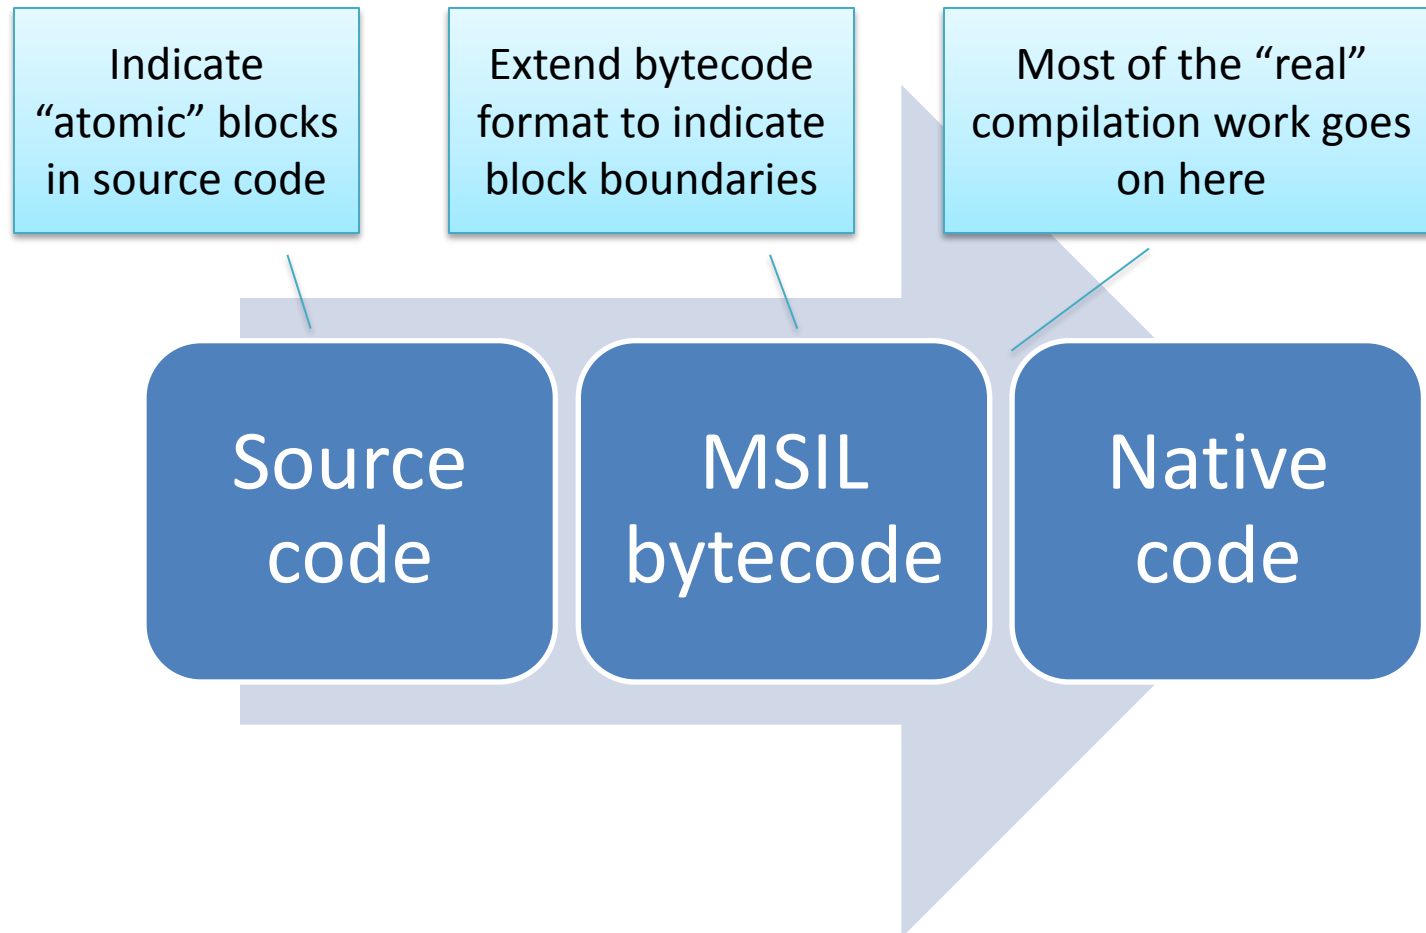 Indicate
“atomic” blocks
in source code
Extend bytecode
format to indicate
block boundaries
Most of the “real”
compilation work goes
on here
Source
code
MSIL
bytecode
Native
code